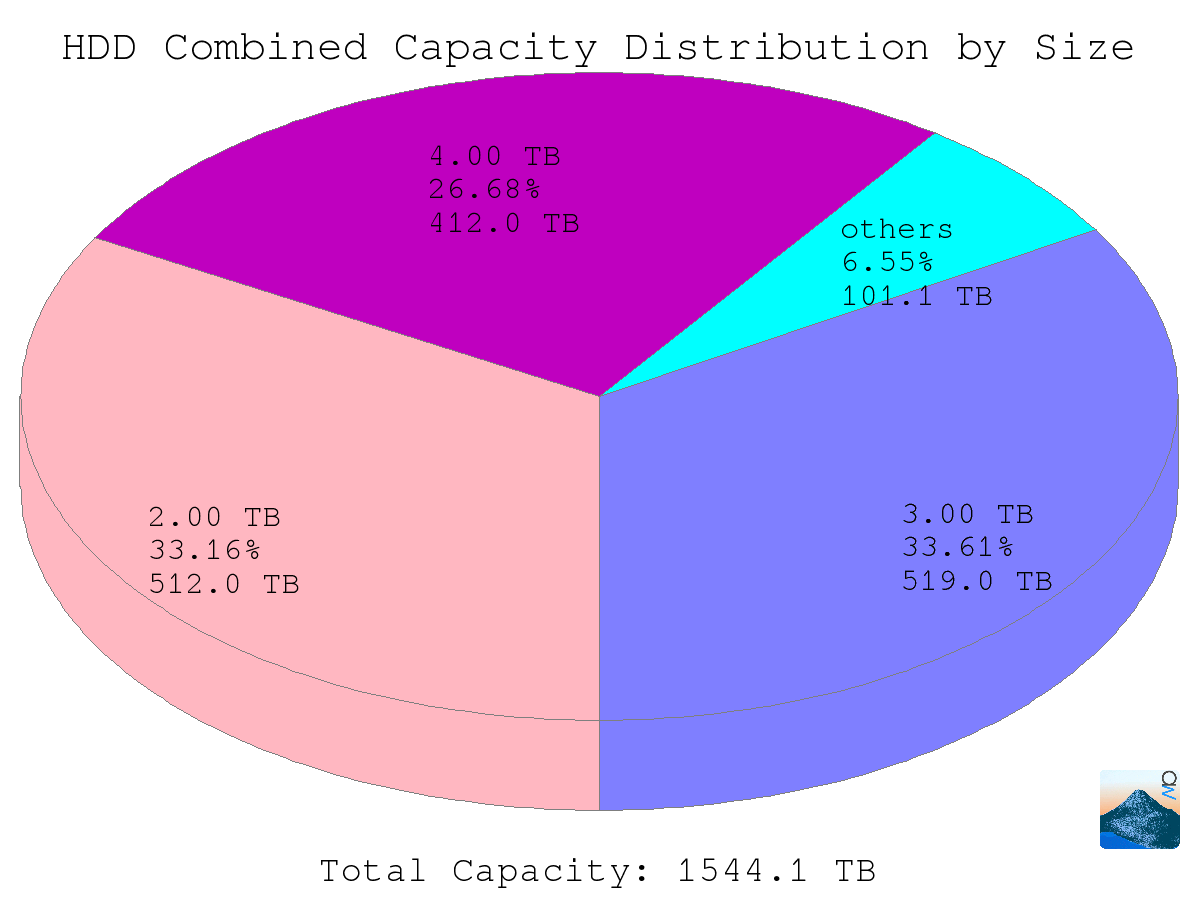 HDD Combined Capacity Distribution by Size
4.00 TB
26.68%
412.0 TB
others
6.55%
101.1 TB
2.00 TB
33.16%
512.0 TB
3.00 TB
33.61%
519.0 TB
Total Capacity: 1544.1 TB